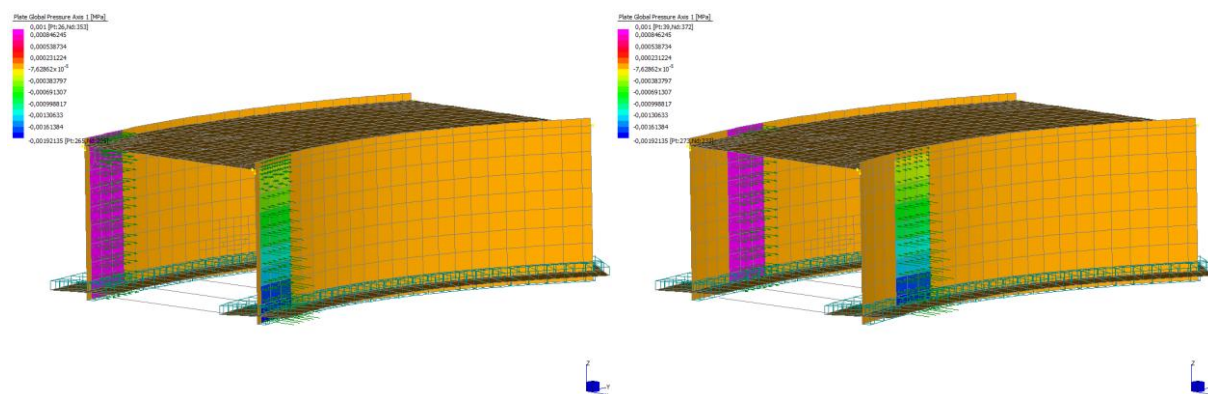 Plate Global Pressure Axis 1 [MPa]
0,001 [Pt:26,Nd:353]
0,000846245
0,000538734
0,000231224
-7,62862x10⁻⁵
-0,000383797
-0,000691307
-0,000998817
-0,00130633
-0,00161384
-0,00192135
Z
Y
Plate Global Pressure Axis 1 [MPa]
0,001 [Pt:39,Nd:372]
0,000846245
0,000538734
0,000231224
-7,62862x10⁻⁵
-0,000383797
-0,000691307
-0,000998817
-0,00130633
-0,00161384
-0,00192135
Z